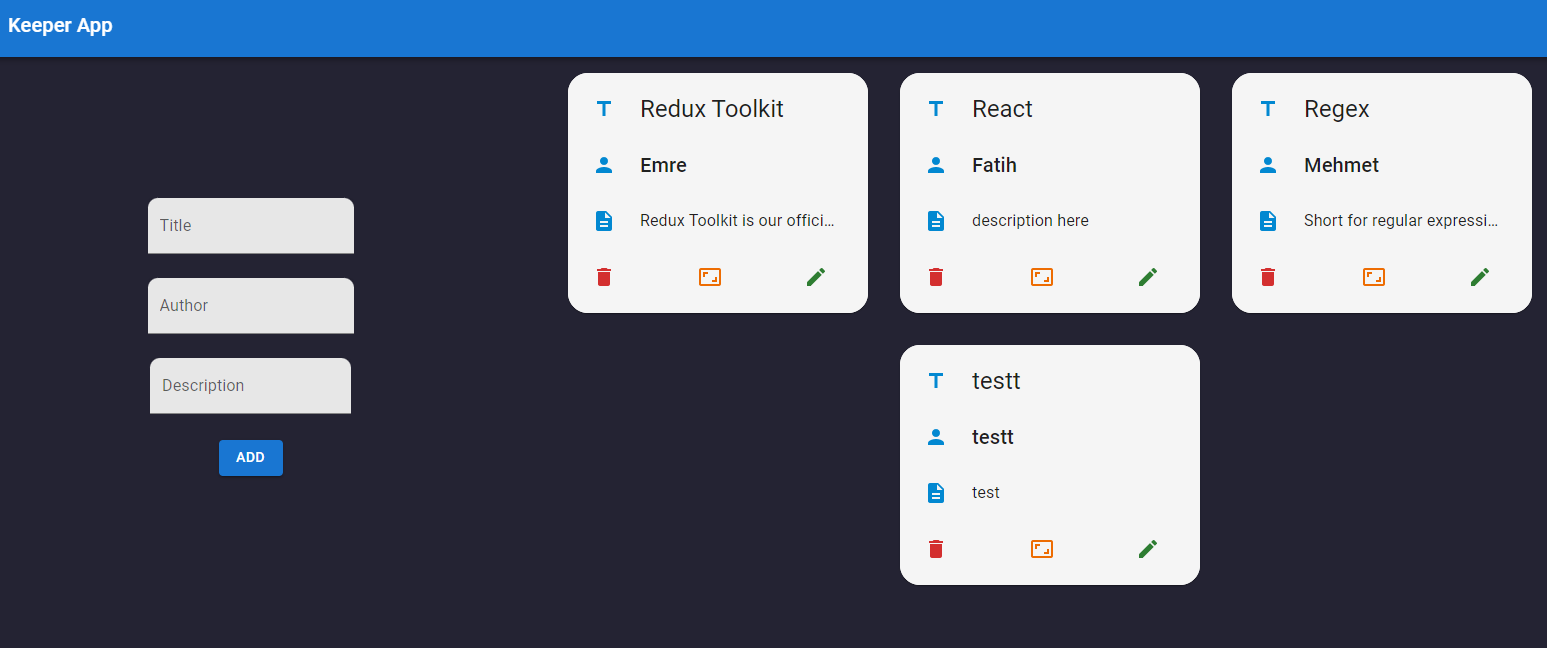 Keeper App
Title
Author
Description
ADD
Redux Toolkit
Emre
Redux Toolkit is our offici...
React
Fatih
description here
Regex
Mehmet
Short for regular expressi...
testt
testt
test